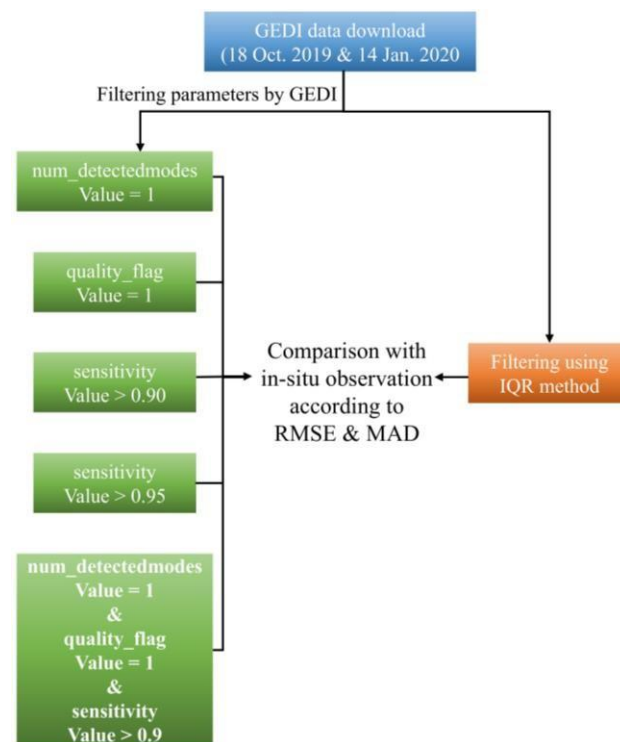 GEDI data download
(18 Oct. 2019 & 14 Jan. 2020
Filtering parameters by GEDI
num_detectedmodes
Value = 1
quality_flag
Value = 1
sensitivity
Value > 0.90
sensitivity
Value > 0.95
num_detectedmodes
Value = 1
&
quality_flag
Value = 1
&
sensitivity
Value > 0.9
Comparison with
in-situ observation
according to
RMSE & MAD
Filtering using
IQR method